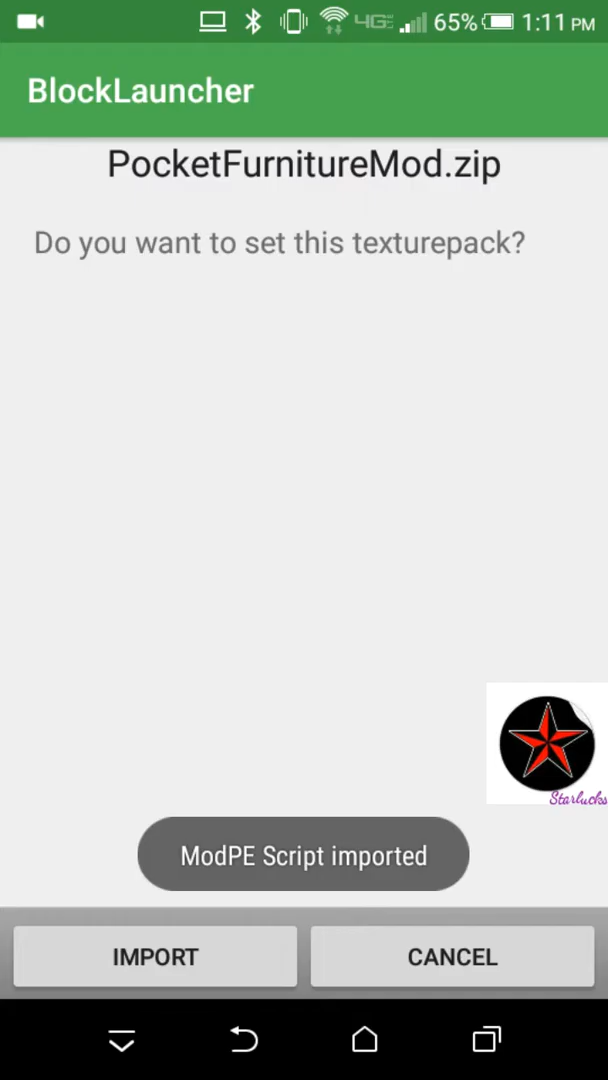 4G 65% 1:11 PM
BlockLauncher
PocketFurnitureMod.zip
Do you want to set this texturepack?
Starlucks
ModPE Script imported
IMPORT CANCEL